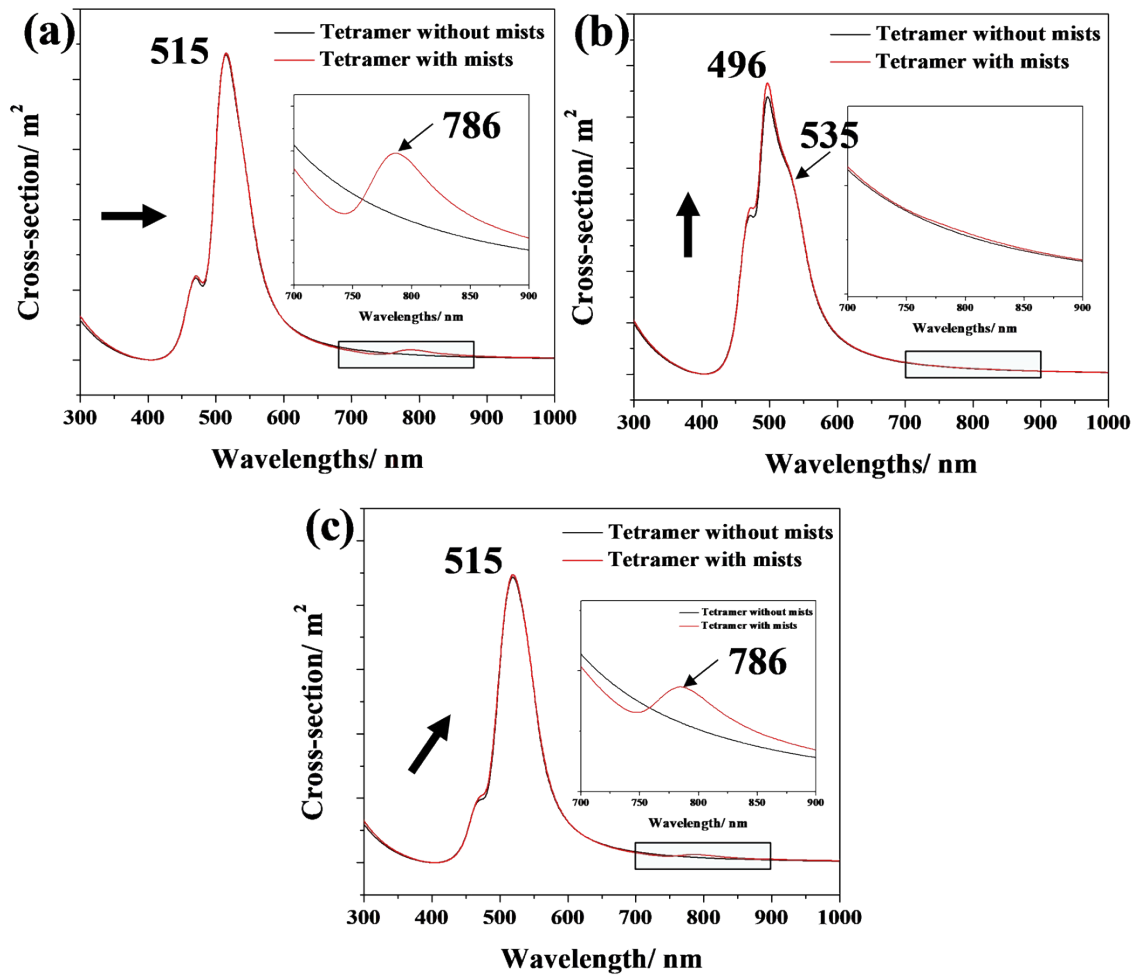 (a)
515
Tetramer without mists
Tetramer with mists
786
700 750 800 850 900
Wavelengths/ nm
Cross-section/ m²
300 400 500 600 700 800 900 1000
Wavelengths/ nm
(b)
496
Tetramer without mists
Tetramer with mists
535
700 750 800 850 900
Wavelengths/ nm
Cross-section/ m²
300 400 500 600 700 800 900 1000
Wavelengths/ nm
(c)
515
Tetramer without mists
Tetramer with mists
Tetramer without mists
Tetramer with mists
786
700 750 800 850 900
Wavelength/ nm
Cross-section/ m²
300 400 500 600 700 800 900 1000
Wavelength/ nm